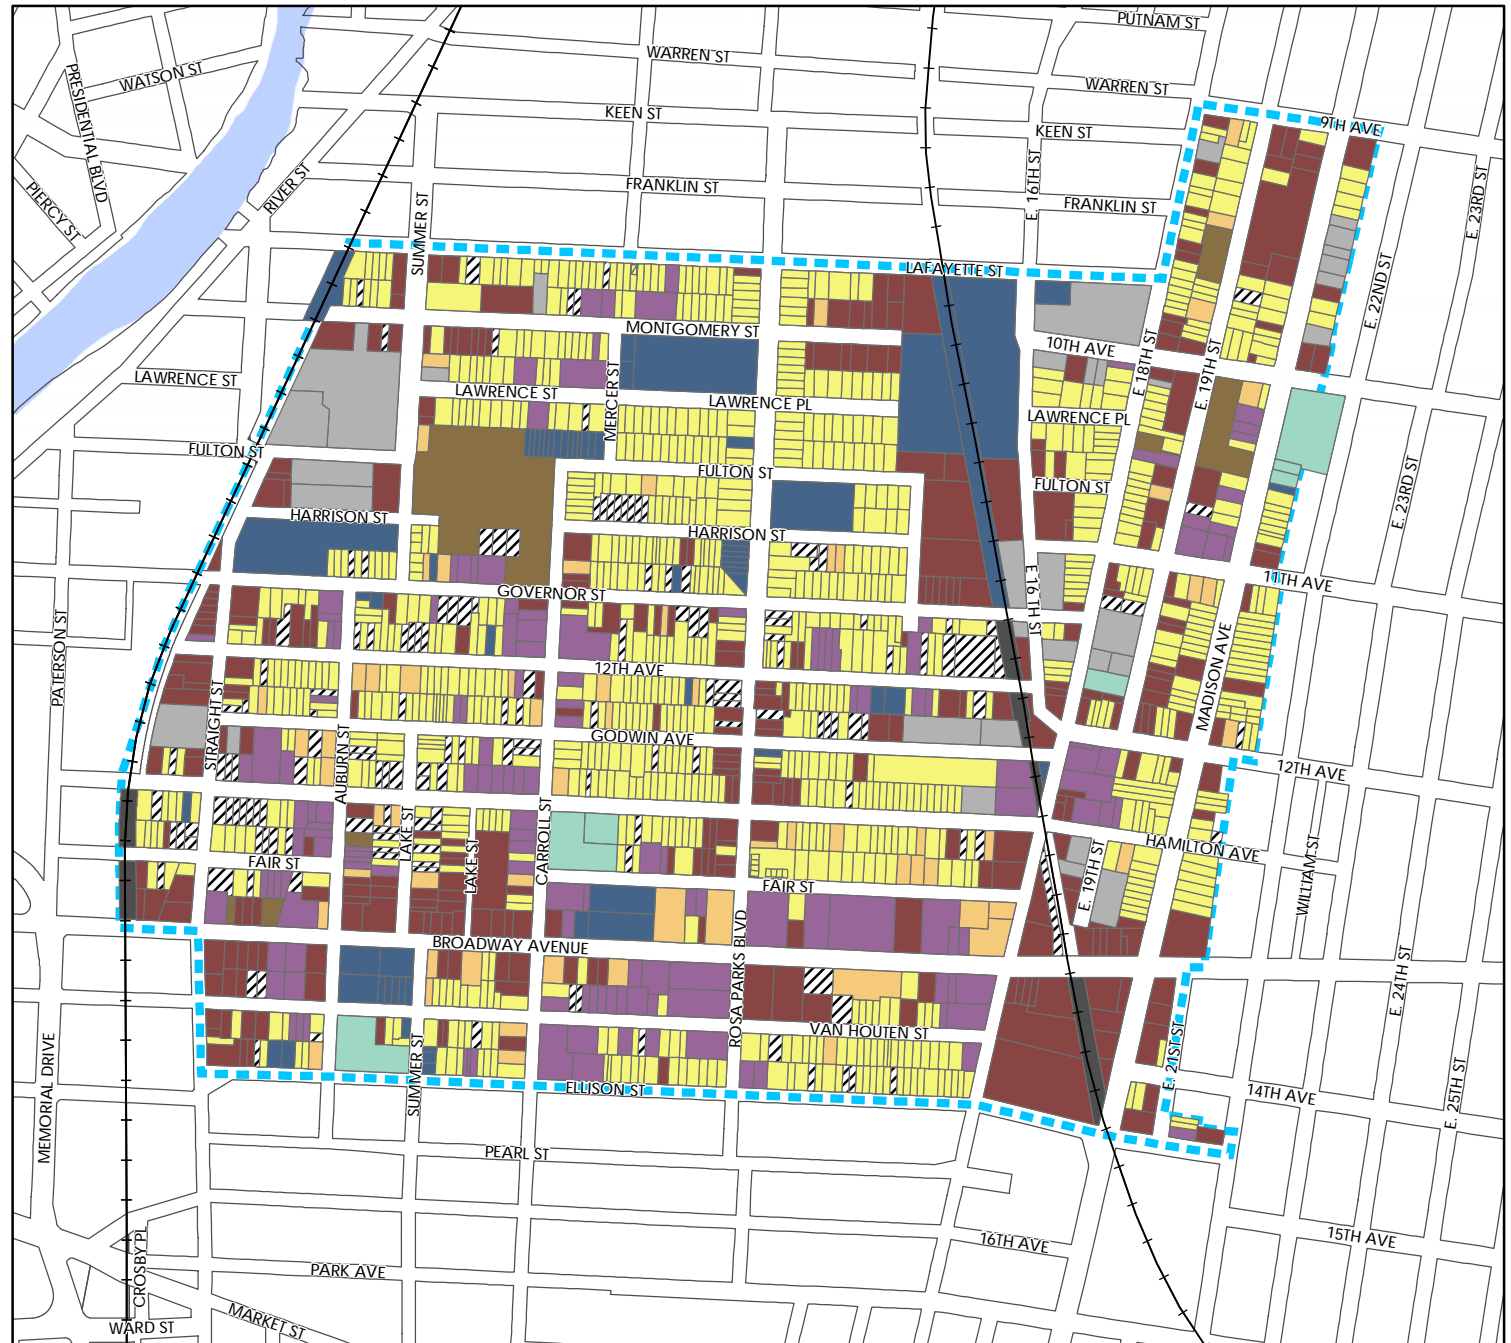 PUTNAM ST
WARREN ST
WATSON ST
PRESIDENTIAL BLVD
WARREN ST
KEEN ST
9TH AVE
KEEN ST
E. 16TH ST
RIVER ST
PIERCY ST
FRANKLIN ST
FRANKLIN ST
E. 23RD ST
SUMMER ST
LAFAYETTE ST
E. 22ND ST
MONTGOMERY ST
10TH AVE
E 18TH ST
E. 19TH ST
LAWRENCE ST
LAWRENCE ST
MERCER ST
LAWRENCE PL
LAWRENCE PL
FULTON ST
FULTON ST
FULTON ST
E. 23RD ST
HARRISON ST
HARRISON ST
11TH AVE
GOVERNOR ST
E. 16TH ST
PATERSON ST
12TH AVE
MADISON AVE
STRAIGHT ST
GODWIN AVE
AUBURN ST
12TH AVE
LAKE ST
LAKE ST
CARROLL ST
HAMILTON AVE
FAIR ST
FAIR ST
E. 19TH ST
WILLIAM ST
BROADWAY AVENUE
ROSA PARKS BLVD
E. 24TH ST
VAN HOUTEN ST
E. 21ST ST
MEMORIAL DRIVE
SUMMER ST
ELLISON ST
14TH AVE
E. 25TH ST
PEARL ST
16TH AVE
15TH AVE
CROSBY PL
PARK AVE
MARKET ST
WARD ST